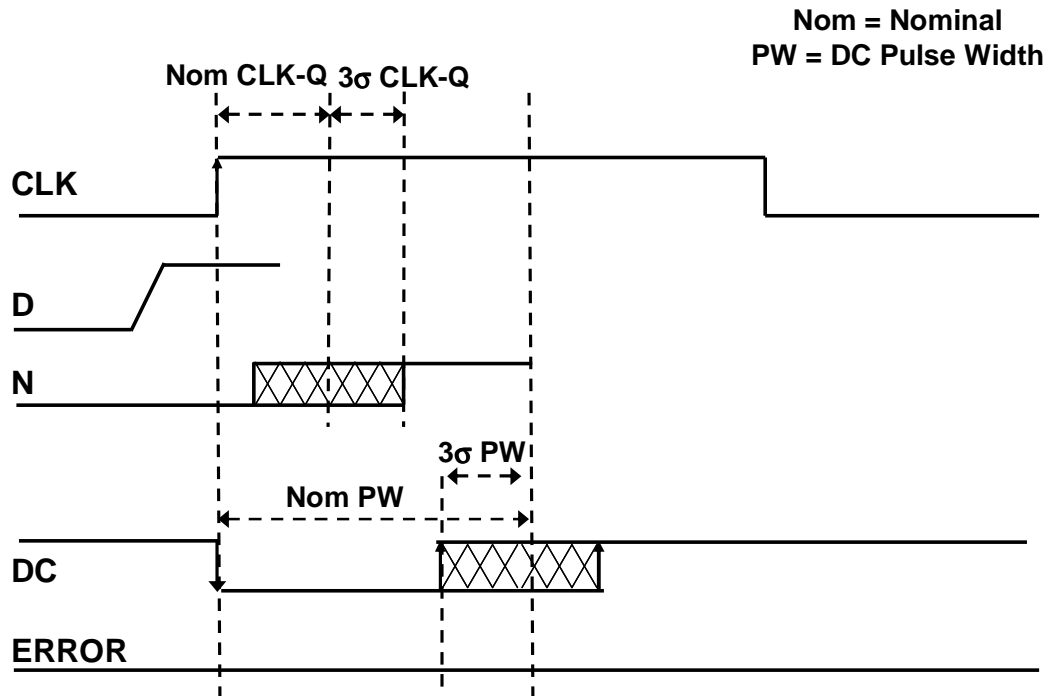 Nom = Nominal
PW = DC Pulse Width
Nom CLK-Q 3σ CLK-Q
CLK
D
N
3σ PW
Nom PW
DC
ERROR